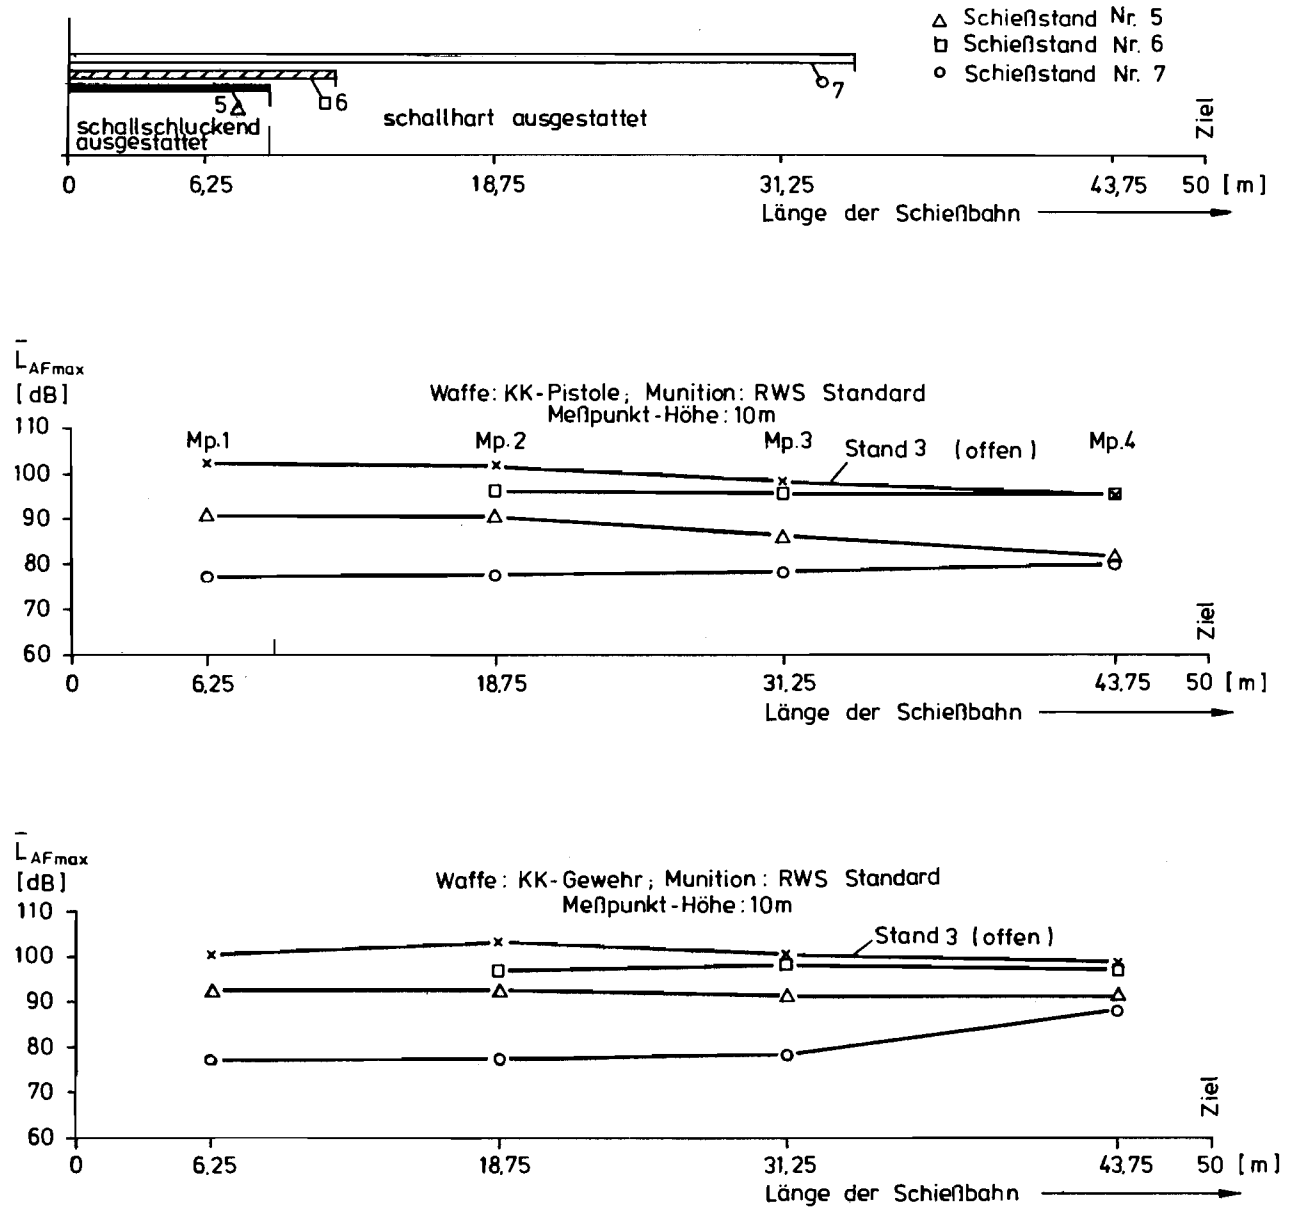 △ Schießstand Nr. 5
□ Schießstand Nr. 6
○ Schießstand Nr. 7
5
6
7
schallschluckend
ausgestattet
schallhart ausgestattet
Ziel
0 6,25 18,75 31,25 43,75 50 [m]
Länge der Schießbahn
L̅AFmax
[dB]
Waffe: KK-Pistole; Munition: RWS Standard
Meßpunkt-Höhe: 10m
Mp.1 Mp.2 Mp.3 Mp.4
Stand 3 (offen)
110
100
90
80
70
60
Ziel
0 6,25 18,75 31,25 43,75 50 [m]
Länge der Schießbahn
L̅AFmax
[dB]
Waffe: KK-Gewehr; Munition: RWS Standard
Meßpunkt-Höhe: 10m
Stand 3 (offen)
110
100
90
80
70
60
Ziel
0 6,25 18,75 31,25 43,75 50 [m]
Länge der Schießbahn